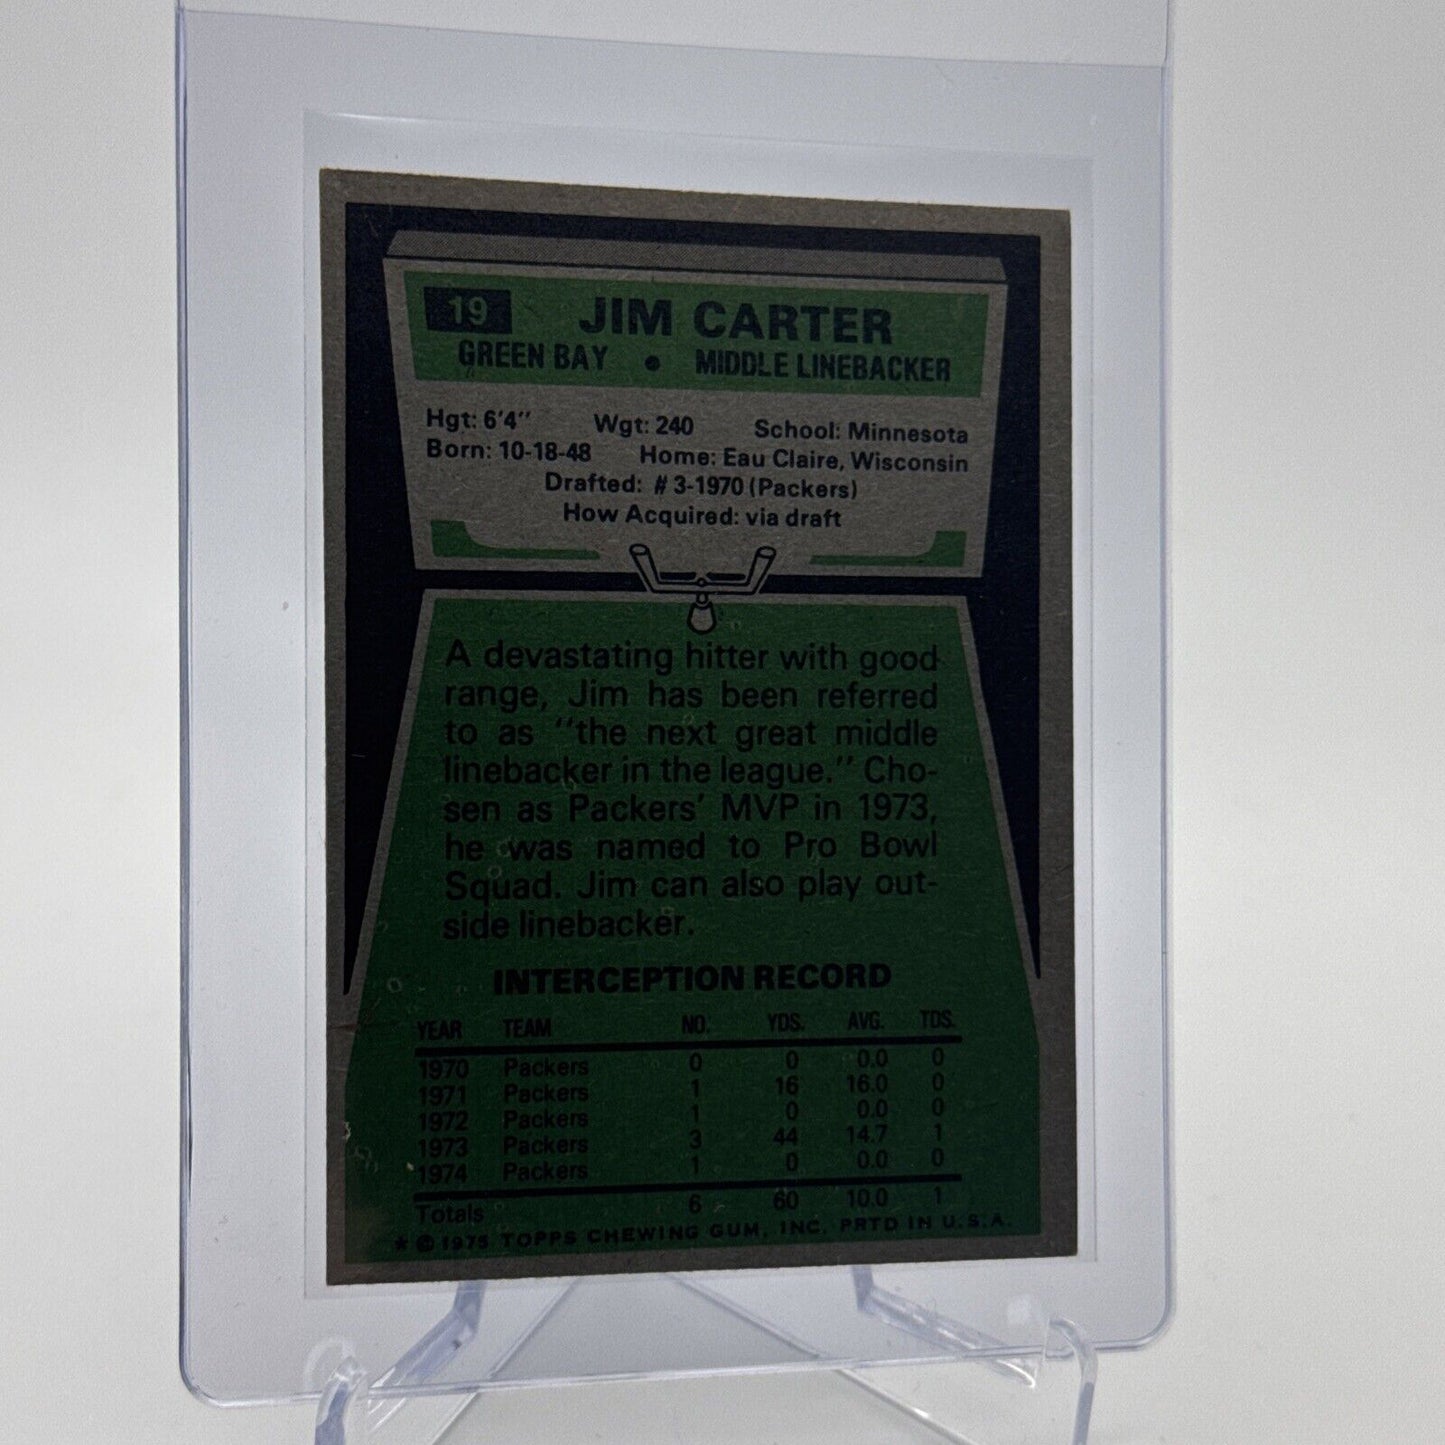 19 JIM CARTER
GREEN BAY • MIDDLE LINEBACKER
Hgt: 6'4'' Wgt: 240 School: Minnesota
Born: 10-18-48 Home: Eau Claire, Wisconsin
Drafted: # 3-1970 (Packers)
How Acquired: via draft
A devastating hitter with good
range, Jim has been referred
to as ''the next great middle
linebacker in the league.'' Cho-
sen as Packers' MVP in 1973,
he was named to Pro Bowl
Squad. Jim can also play out-
side linebacker.
INTERCEPTION RECORD
YEAR TEAM NO. YDS. AVG. TDS.
1970 Packers 0 0 0.0 0
1971 Packers 1 16 16.0 0
1972 Packers 1 0 0.0 0
1973 Packers 3 44 14.7 1
1974 Packers 1 0 0.0 0
Totals 6 60 10.0 1
★ © 1975 TOPPS CHEWING GUM, INC. PRTD IN U.S.A.